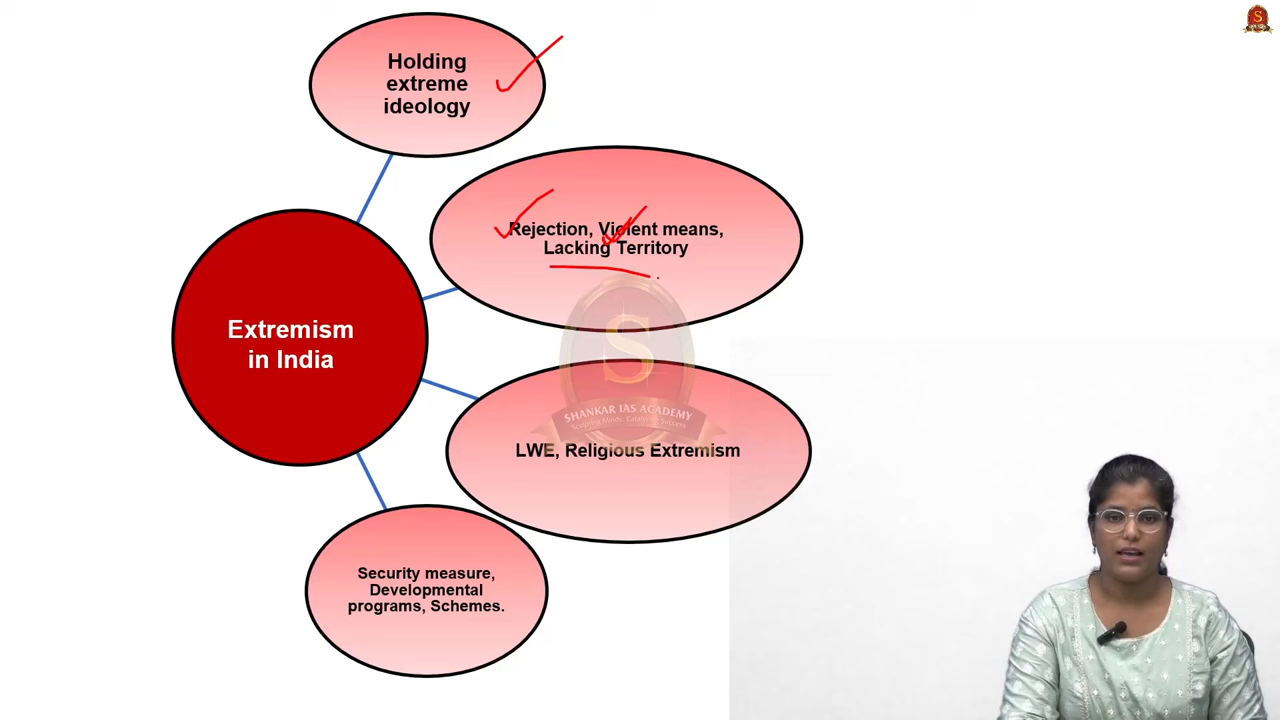 Holding
extreme
ideology
Rejection, Violent means,
Lacking Territory
Extremism
in India
SHANKAR IAS ACADEMY
LWE, Religious Extremism
Security measure,
Developmental
programs, Schemes.